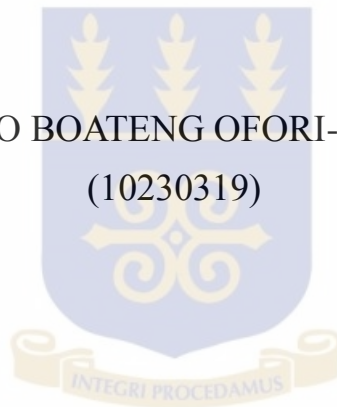 O BOATENG OFORI-
(10230319)
INTEGRI PROCEDAMUS